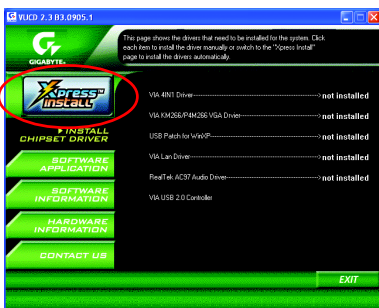 VUCD 2.3 B3.0905.1
This page shows the drivers that need to be installed for the system. Click
each item to install the driver manually or switch to the "Xpress Install"
page to install the drivers automatically.
GIGABYTE™
Xpress™
INSTALL
INSTALL
CHIPSET DRIVER
SOFTWARE
APPLICATION
SOFTWARE
INFORMATION
HARDWARE
INFORMATION
CONTACT US
VIA 4IN1 Driver----->not installed
VIA KM266/P4M266 VGA Driver----->not installed
USB Patch for WinXP----->not installed
VIA Lan Driver----->not installed
RealTek AC97 Audio Driver----->not installed
VIA USB 2.0 Controller
EXIT